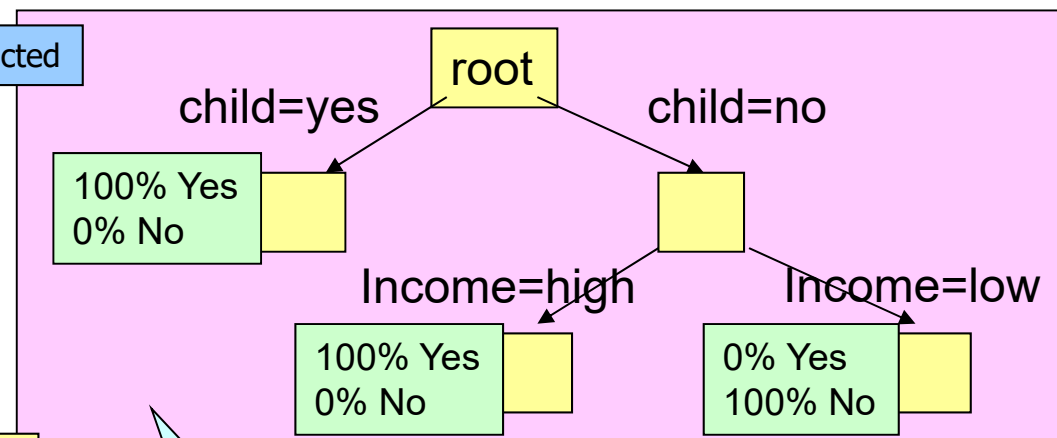 root
cted
child=yes
child=no
100% Yes
0% No
Income=high
Income=low
100% Yes
0% No
0% Yes
100% No